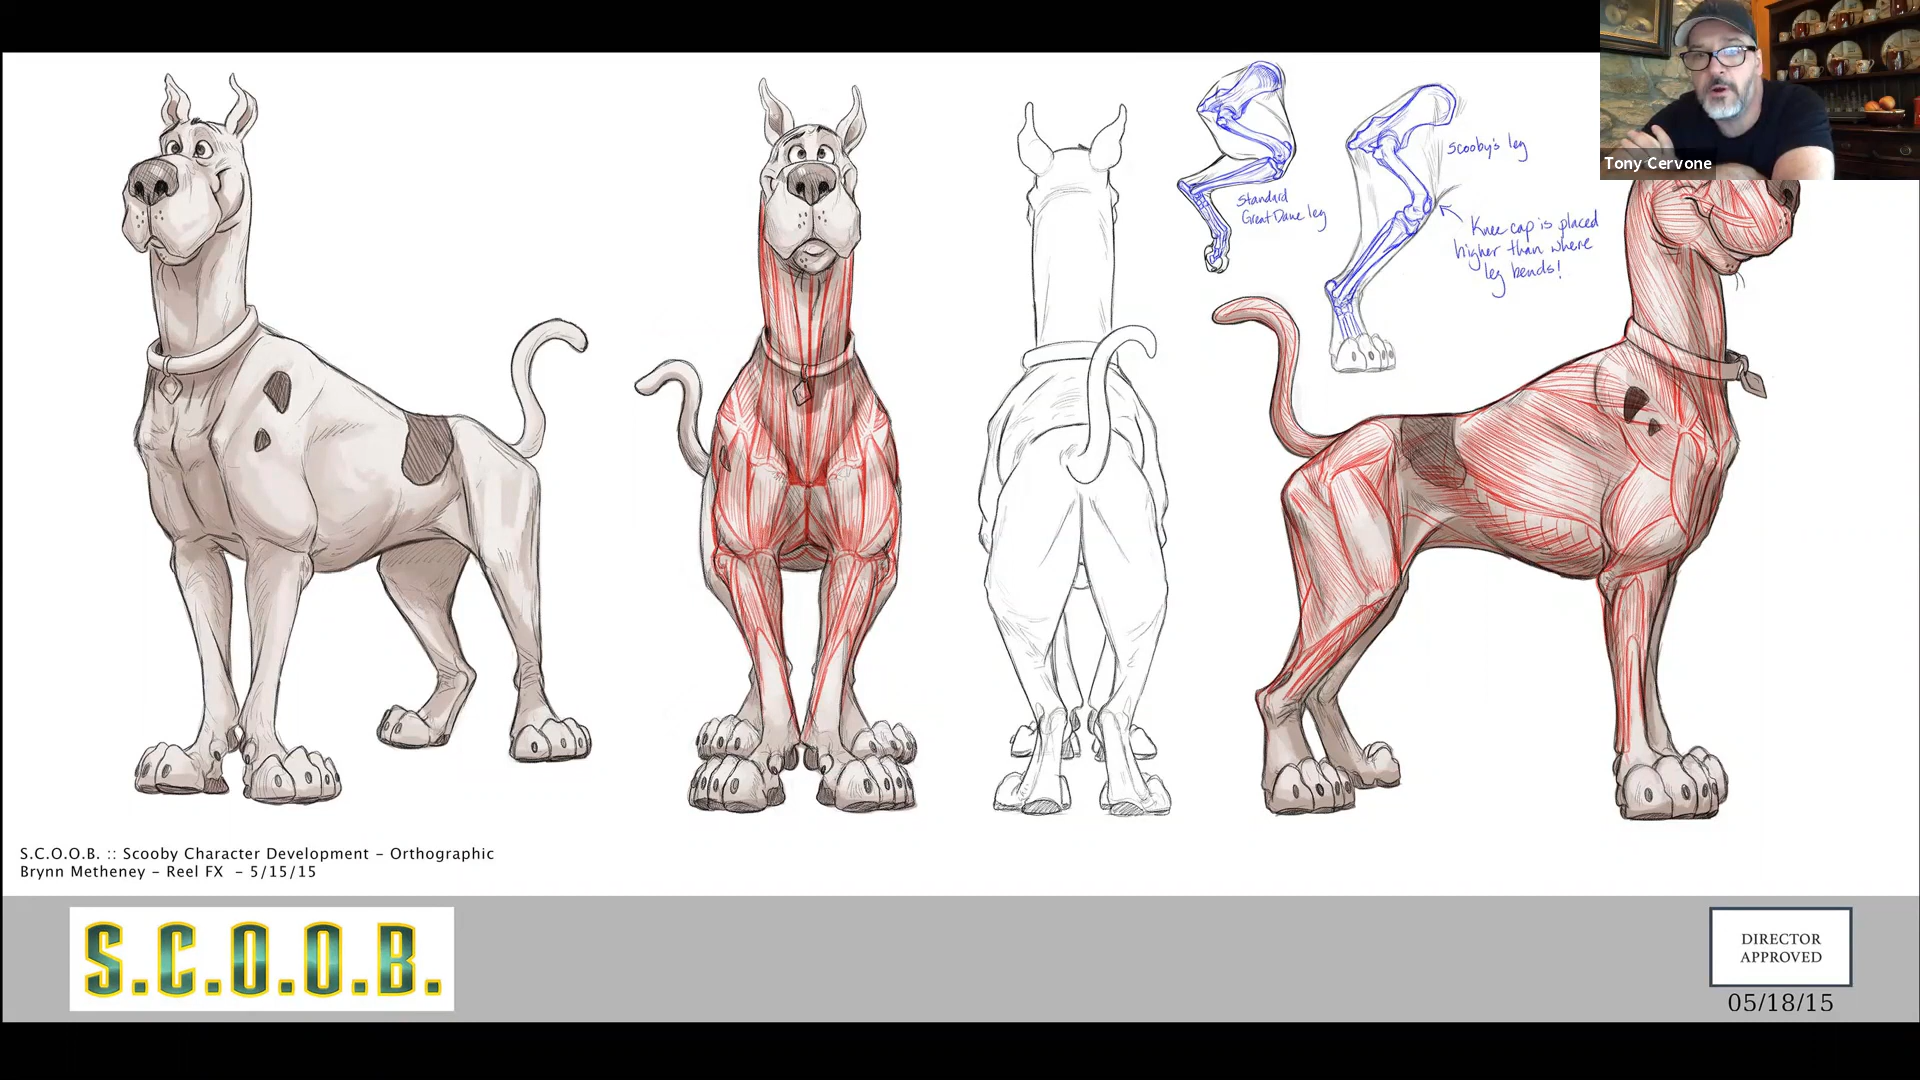 Tony Cervone
Standard
Great Dane leg
Scooby's leg
Knee cap is placed
higher than where
leg bends!
S.C.O.O.B. :: Scooby Character Development – Orthographic
Brynn Metheney – Reel FX – 5/15/15
S.C.O.O.B.
DIRECTOR
APPROVED
05/18/15